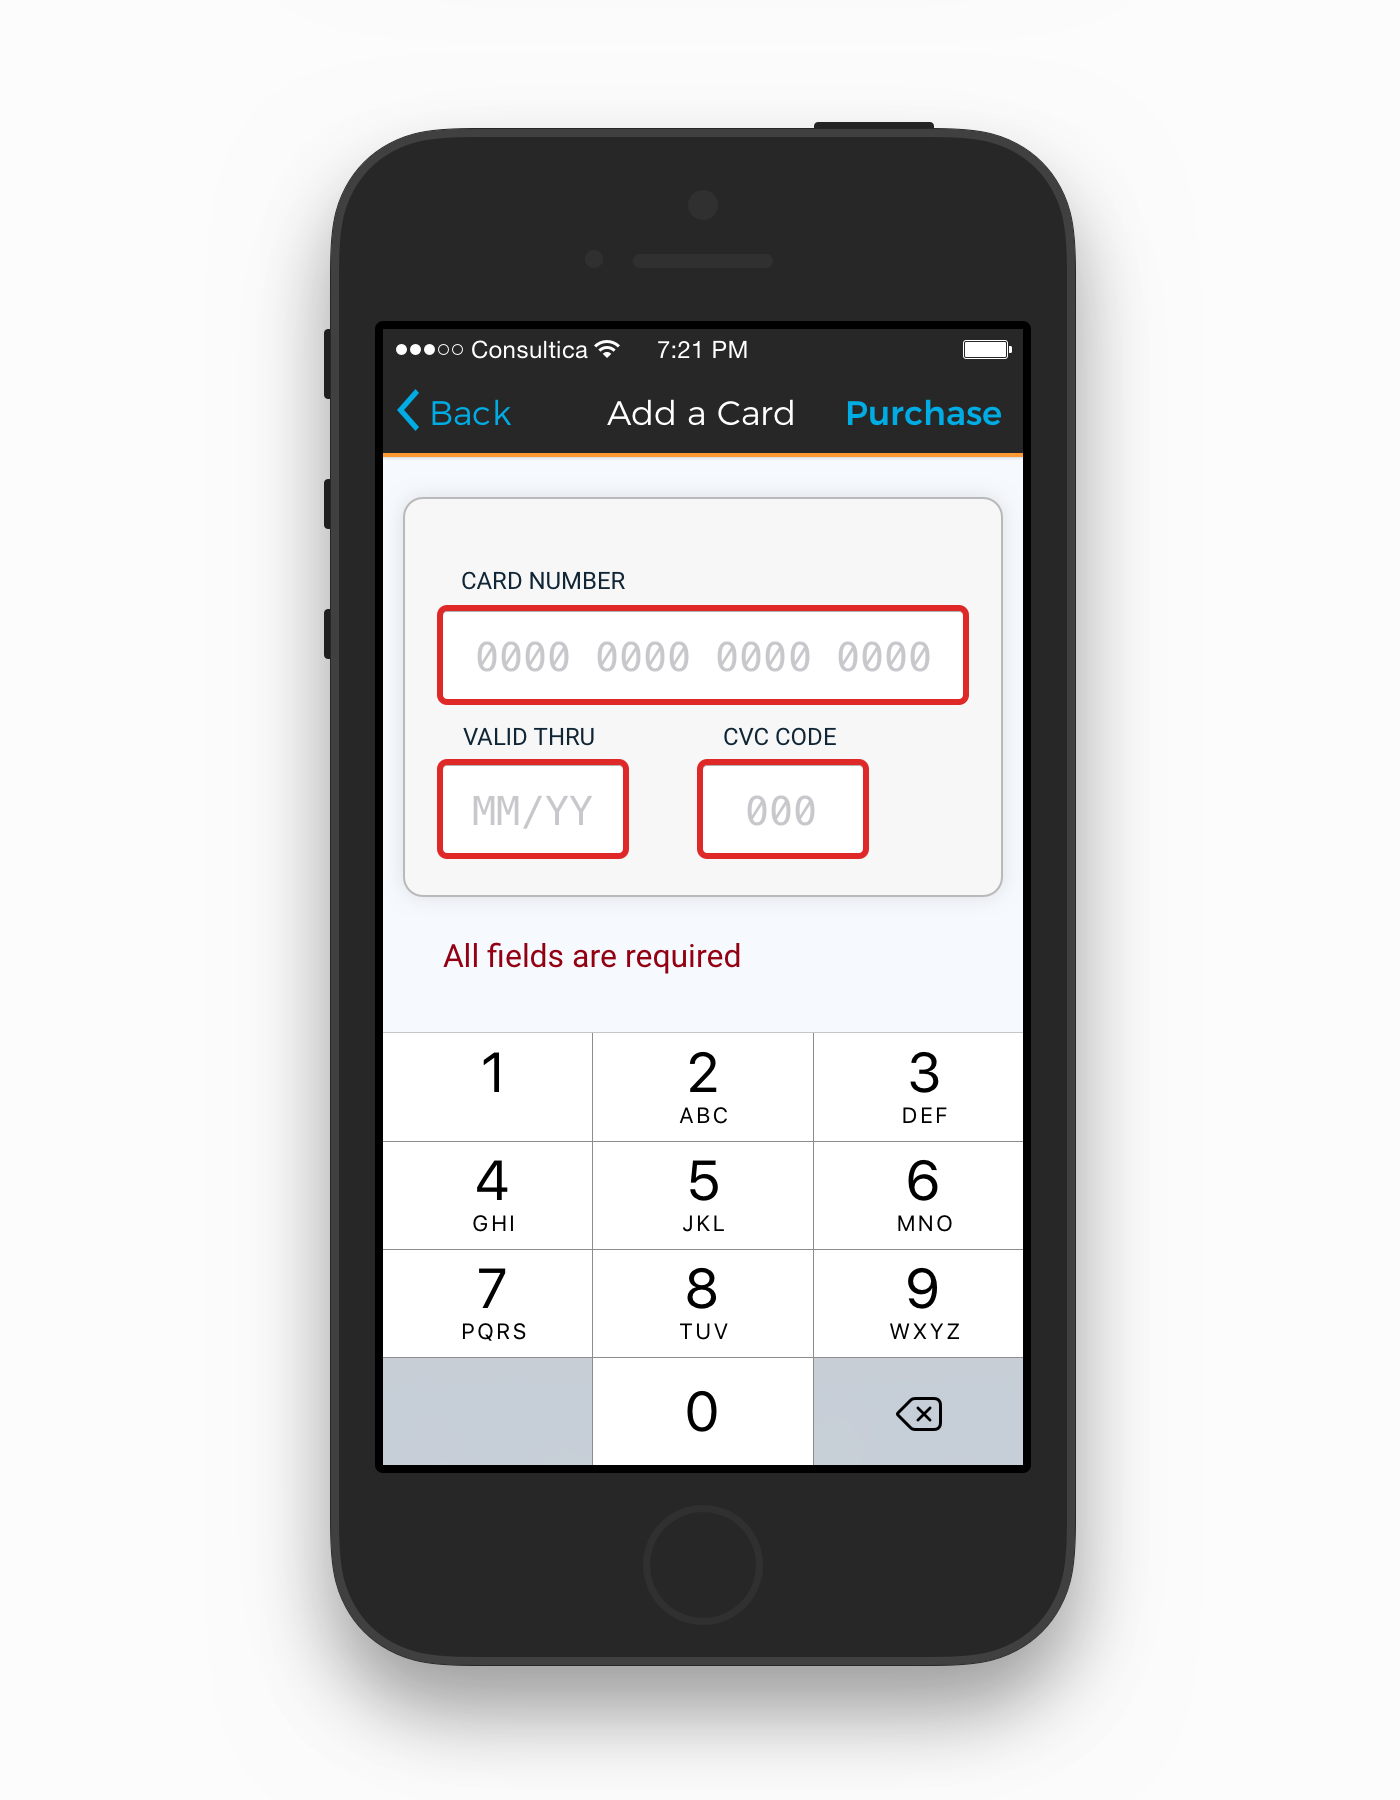 Consultica 7:21 PM
Back Add a Card Purchase
CARD NUMBER
0000 0000 0000 0000
VALID THRU CVC CODE
MM/YY 000
All fields are required
1 2 3
ABC DEF
4 5 6
GHI JKL MNO
7 8 9
PQRS TUV WXYZ
0